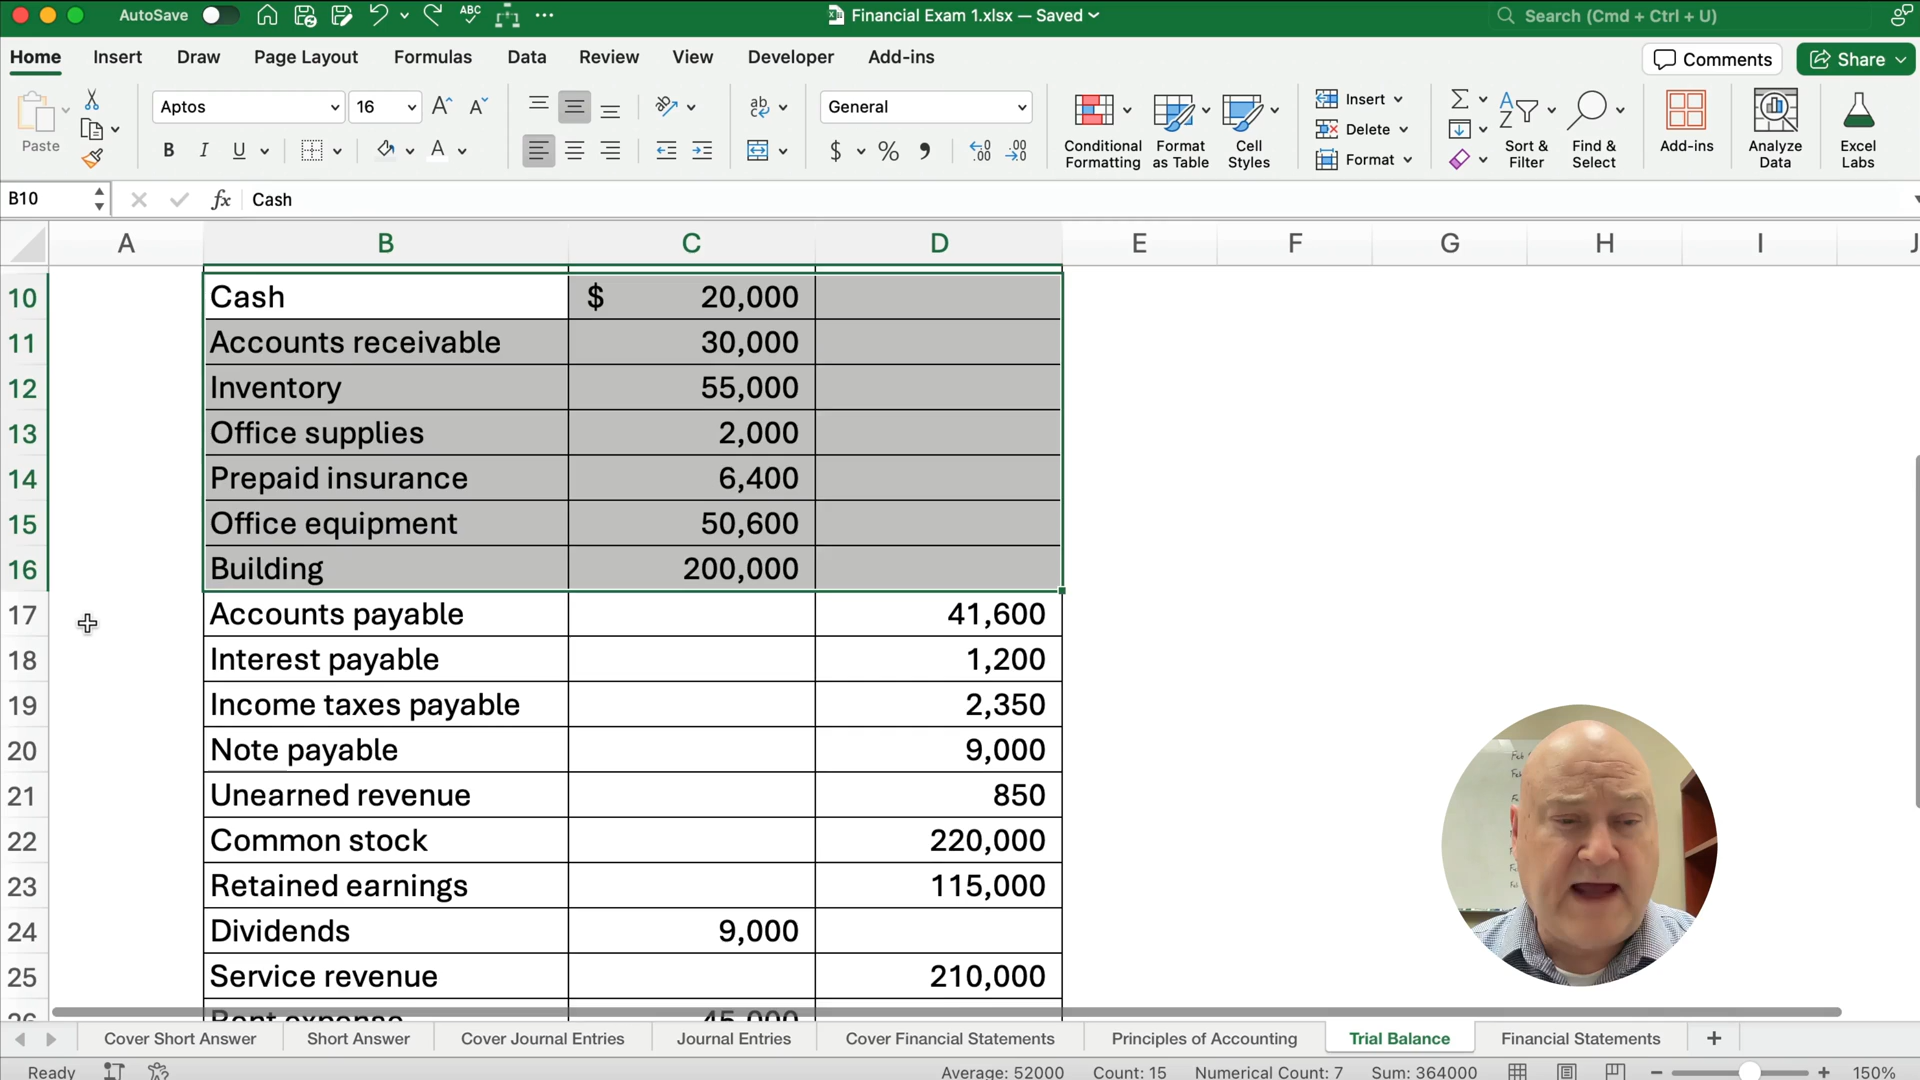 AutoSave
ABC
Financial Exam 1.xlsx — Saved
Search (Cmd + Ctrl + U)
Home Insert Draw Page Layout Formulas Data Review View Developer Add-ins
Comments
Share
Paste
Aptos
16
General
Conditional Formatting
Format as Table
Cell Styles
Insert
Delete
Format
Sort & Filter
Find & Select
Add-ins
Analyze Data
Excel Labs
B10 fx Cash
A B C D E F G H I J
10 Cash $ 20,000
11 Accounts receivable 30,000
12 Inventory 55,000
13 Office supplies 2,000
14 Prepaid insurance 6,400
15 Office equipment 50,600
16 Building 200,000
17 Accounts payable 41,600
18 Interest payable 1,200
19 Income taxes payable 2,350
20 Note payable 9,000
21 Unearned revenue 850
22 Common stock 220,000
23 Retained earnings 115,000
24 Dividends 9,000
25 Service revenue 210,000
26 Rent expense 45,000
Cover Short Answer Short Answer Cover Journal Entries Journal Entries Cover Financial Statements Principles of Accounting Trial Balance Financial Statements +
Ready Average: 52000 Count: 15 Numerical Count: 7 Sum: 364000 150%